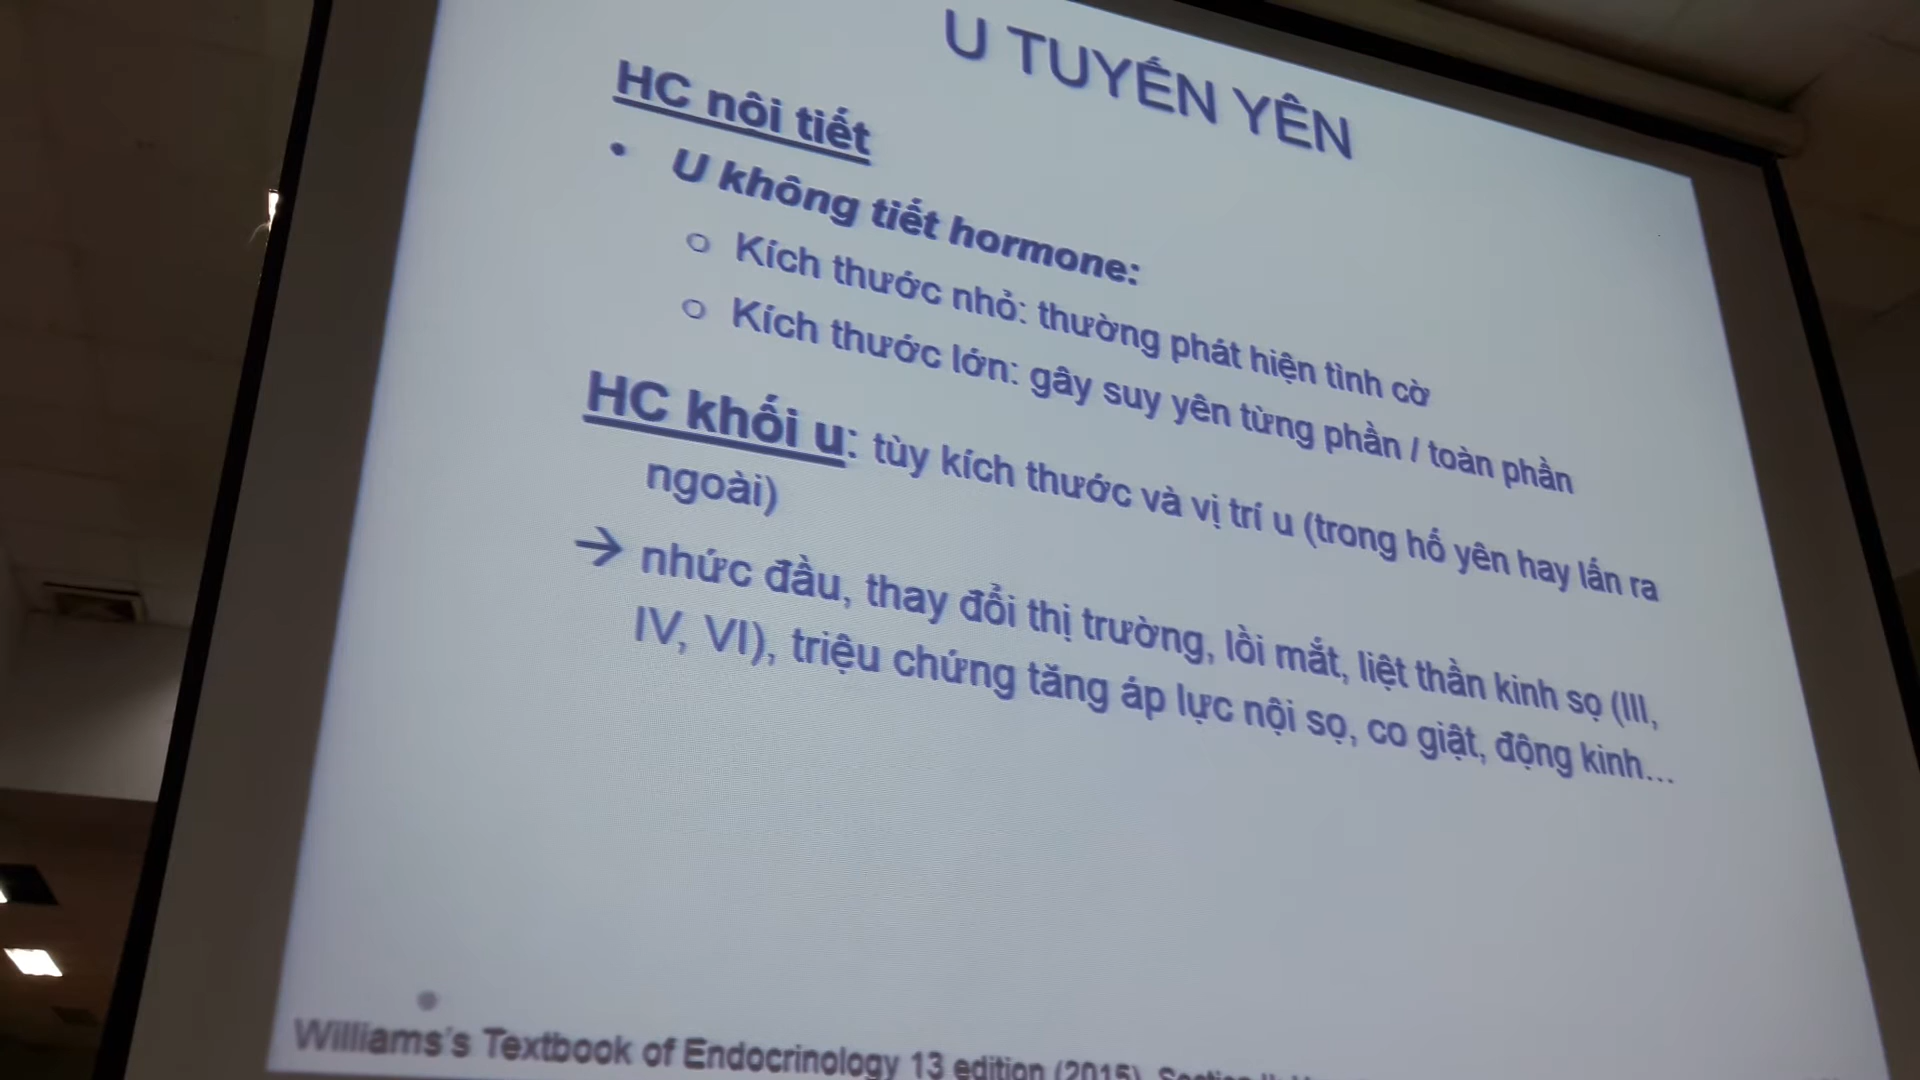 U TUYẾN YÊN
HC nôi tiết
• U không tiết hormone:
o Kích thước nhỏ: thường phát hiện tình cờ
o Kích thước lớn: gây suy yên từng phần / toàn phần
HC khối u: tùy kích thước và vị trí u (trong hố yên hay lấn ra
ngoài)
→ nhức đầu, thay đổi thị trường, lồi mắt, liệt thần kinh sọ (III,
IV, VI), triệu chứng tăng áp lực nội sọ, co giật, động kinh...
Williams's Textbook of Endocrinology 13 edition (2015). Section